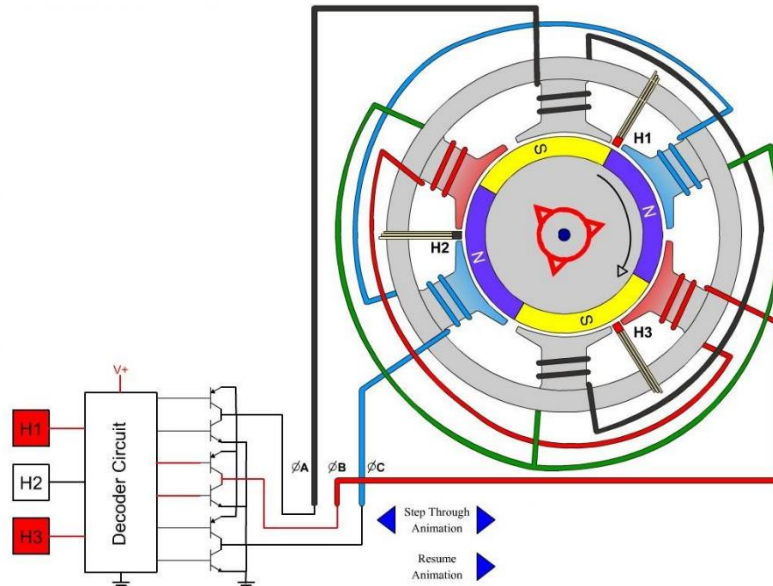 H1
S
N
N
S
H2
H3
V+
H1
H2
H3
Decoder Circuit
ØA
ØB
ØC
Step Through
Animation
Resume
Animation